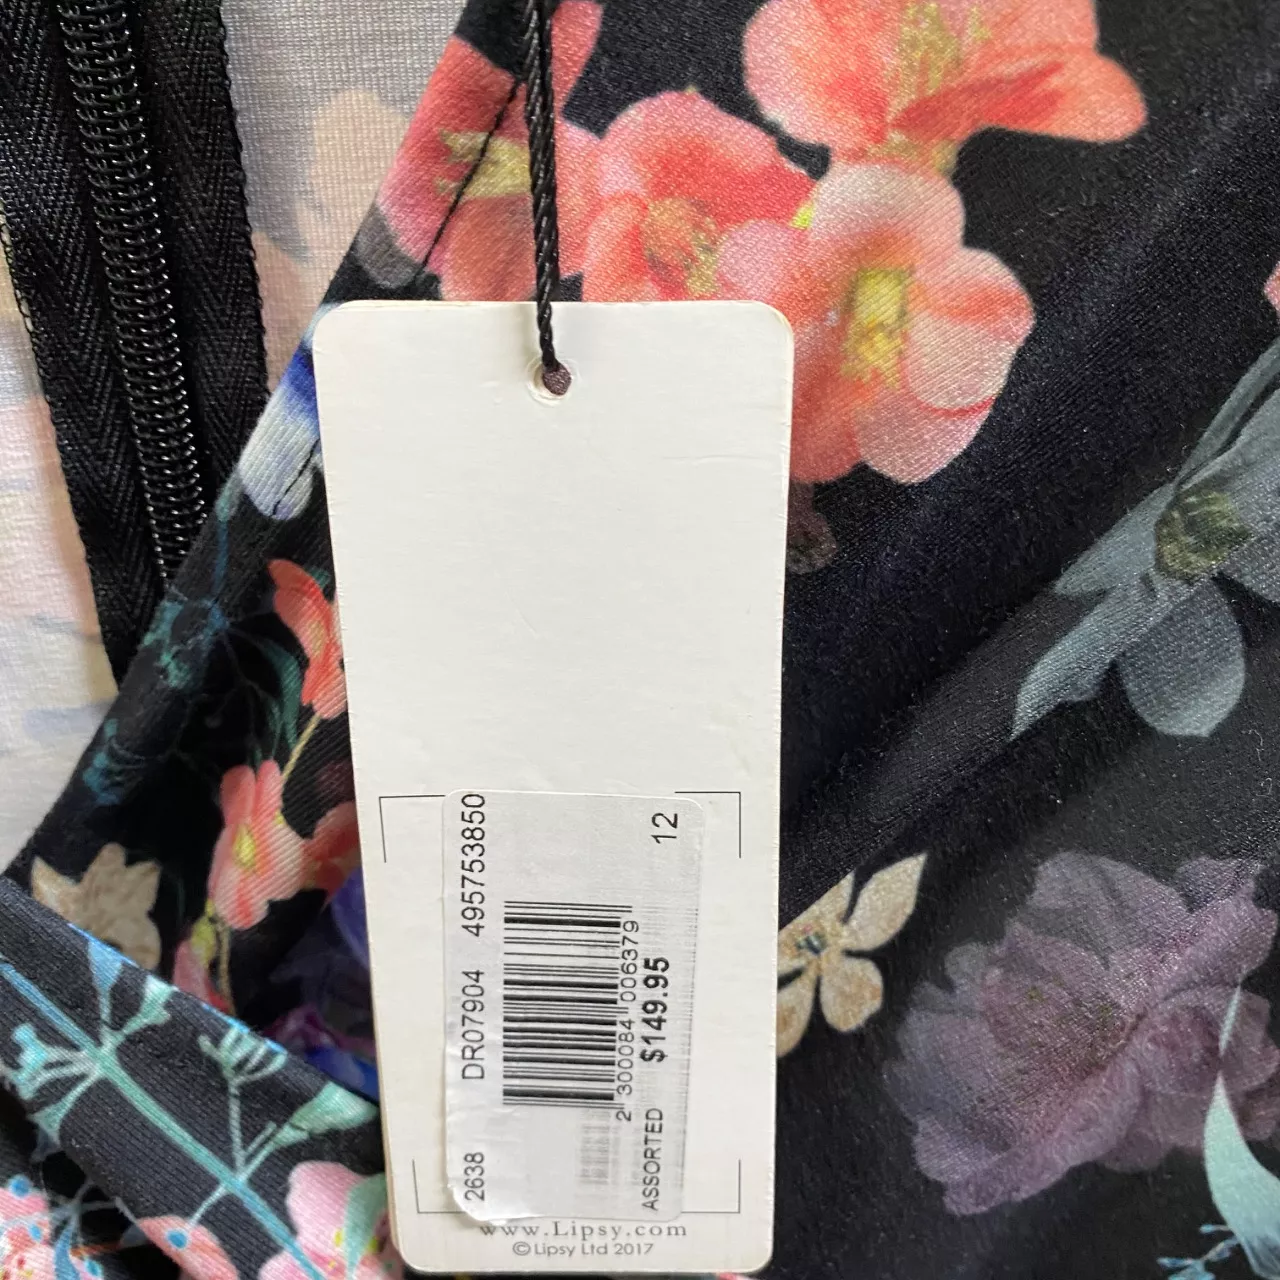 2638 DR07904 495753850
2 300084 006379
ASSORTED $149.95 12
www.Lipsy.com
©Lipsy Ltd 2017